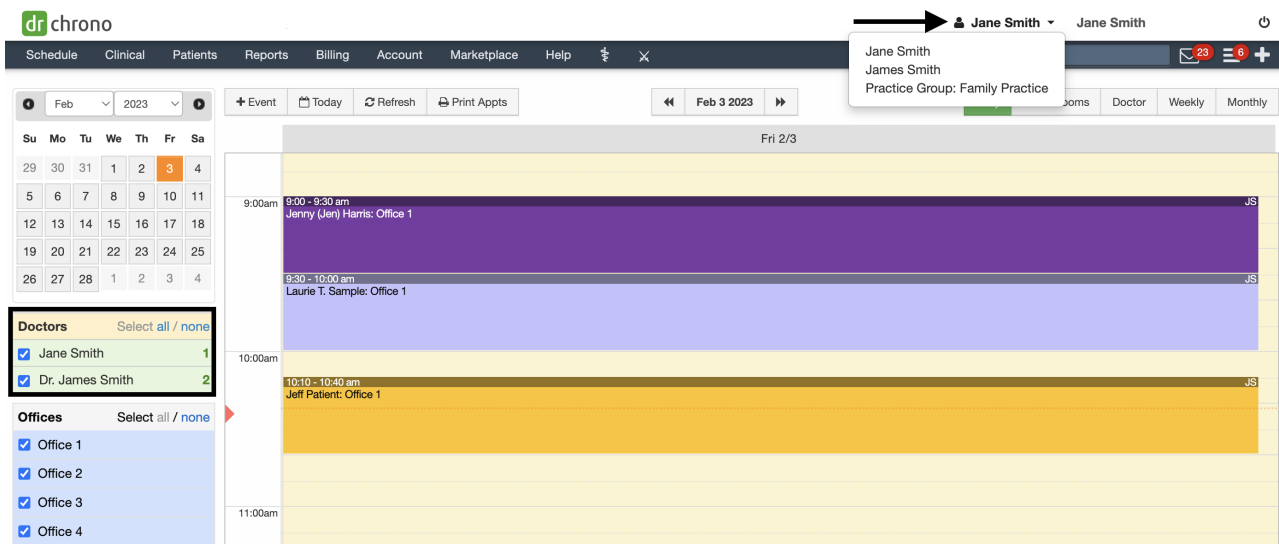 dr chrono
Jane Smith Jane Smith
Schedule Clinical Patients Reports Billing Account Marketplace Help 23 6
Jane Smith
James Smith
Practice Group: Family Practice
Feb 2023
Event Today Refresh Print Appts Feb 3 2023 Doctor Weekly Monthly
Su Mo Tu We Th Fr Sa
Fri 2/3
29 30 31 1 2 3 4
5 6 7 8 9 10 11
12 13 14 15 16 17 18
19 20 21 22 23 24 25
26 27 28 1 2 3 4
9:00am
9:00 - 9:30 am JS
Jenny (Jen) Harris: Office 1
9:30 - 10:00 am JS
Laurie T. Sample: Office 1
Doctors Select all / none
Jane Smith 1
Dr. James Smith 2
10:00am
10:10 - 10:40 am JS
Jeff Patient: Office 1
Offices Select all / none
Office 1
Office 2
Office 3
Office 4
11:00am